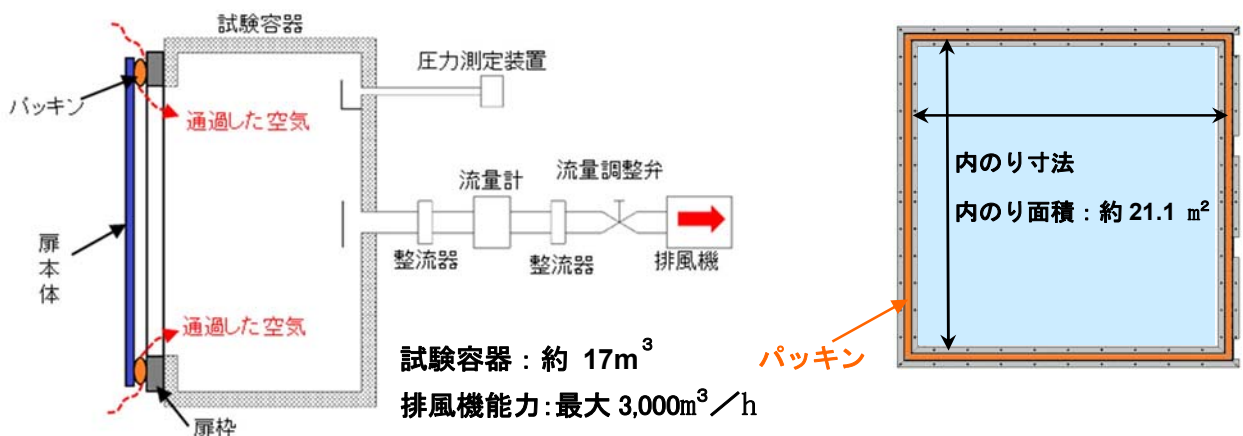 試験容器
圧力測定装置
パッキン
通過した空気
流量計
流量調整弁
扉本体
整流器
整流器
排風機
通過した空気
扉枠
試験容器：約 17m³
排風機能力：最大 3,000m³／h
内のり寸法
内のり面積：約 21.1 m²
パッキン